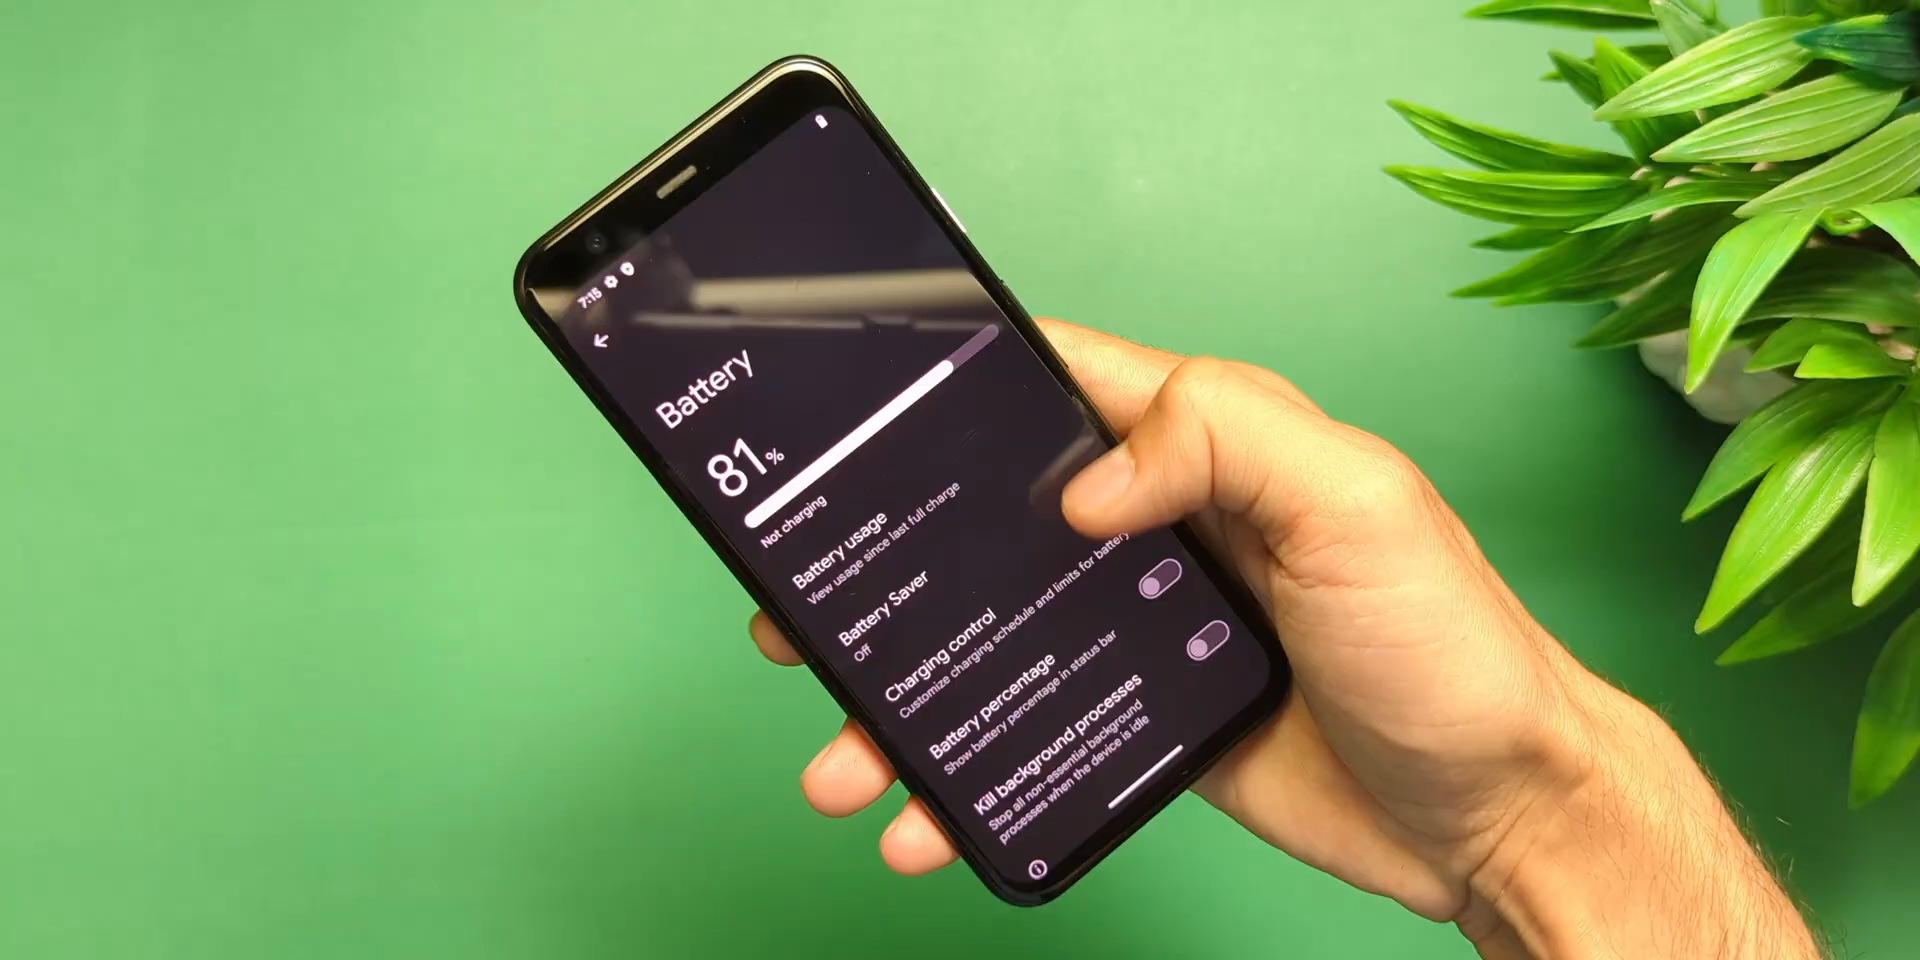 7:15
Battery
81%
Not charging
Battery usage
View usage since last full charge
Battery Saver
Off
Charging control
Customize charging schedule and limits for battery
Battery percentage
Show battery percentage in status bar
Kill background processes
Stop all non-essential background
processes when the device is idle